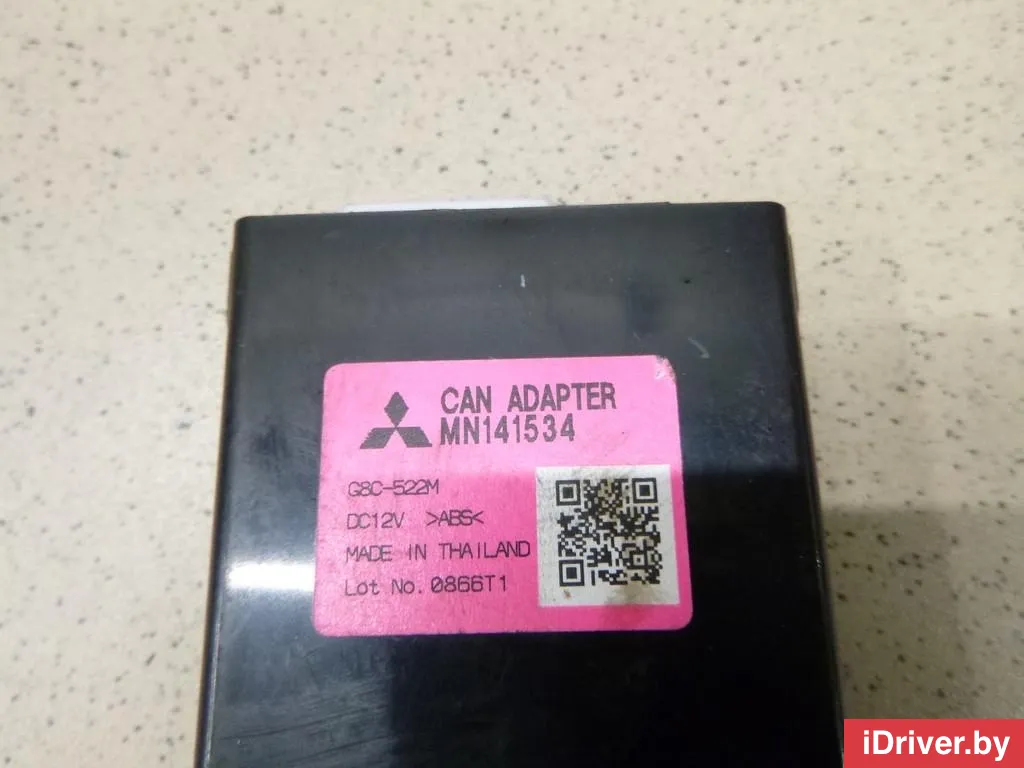 CAN ADAPTER
MN141534
G8C-522M
DC12V >ABS<
MADE IN THAILAND
Lot No. 0866T1
iDriver.by